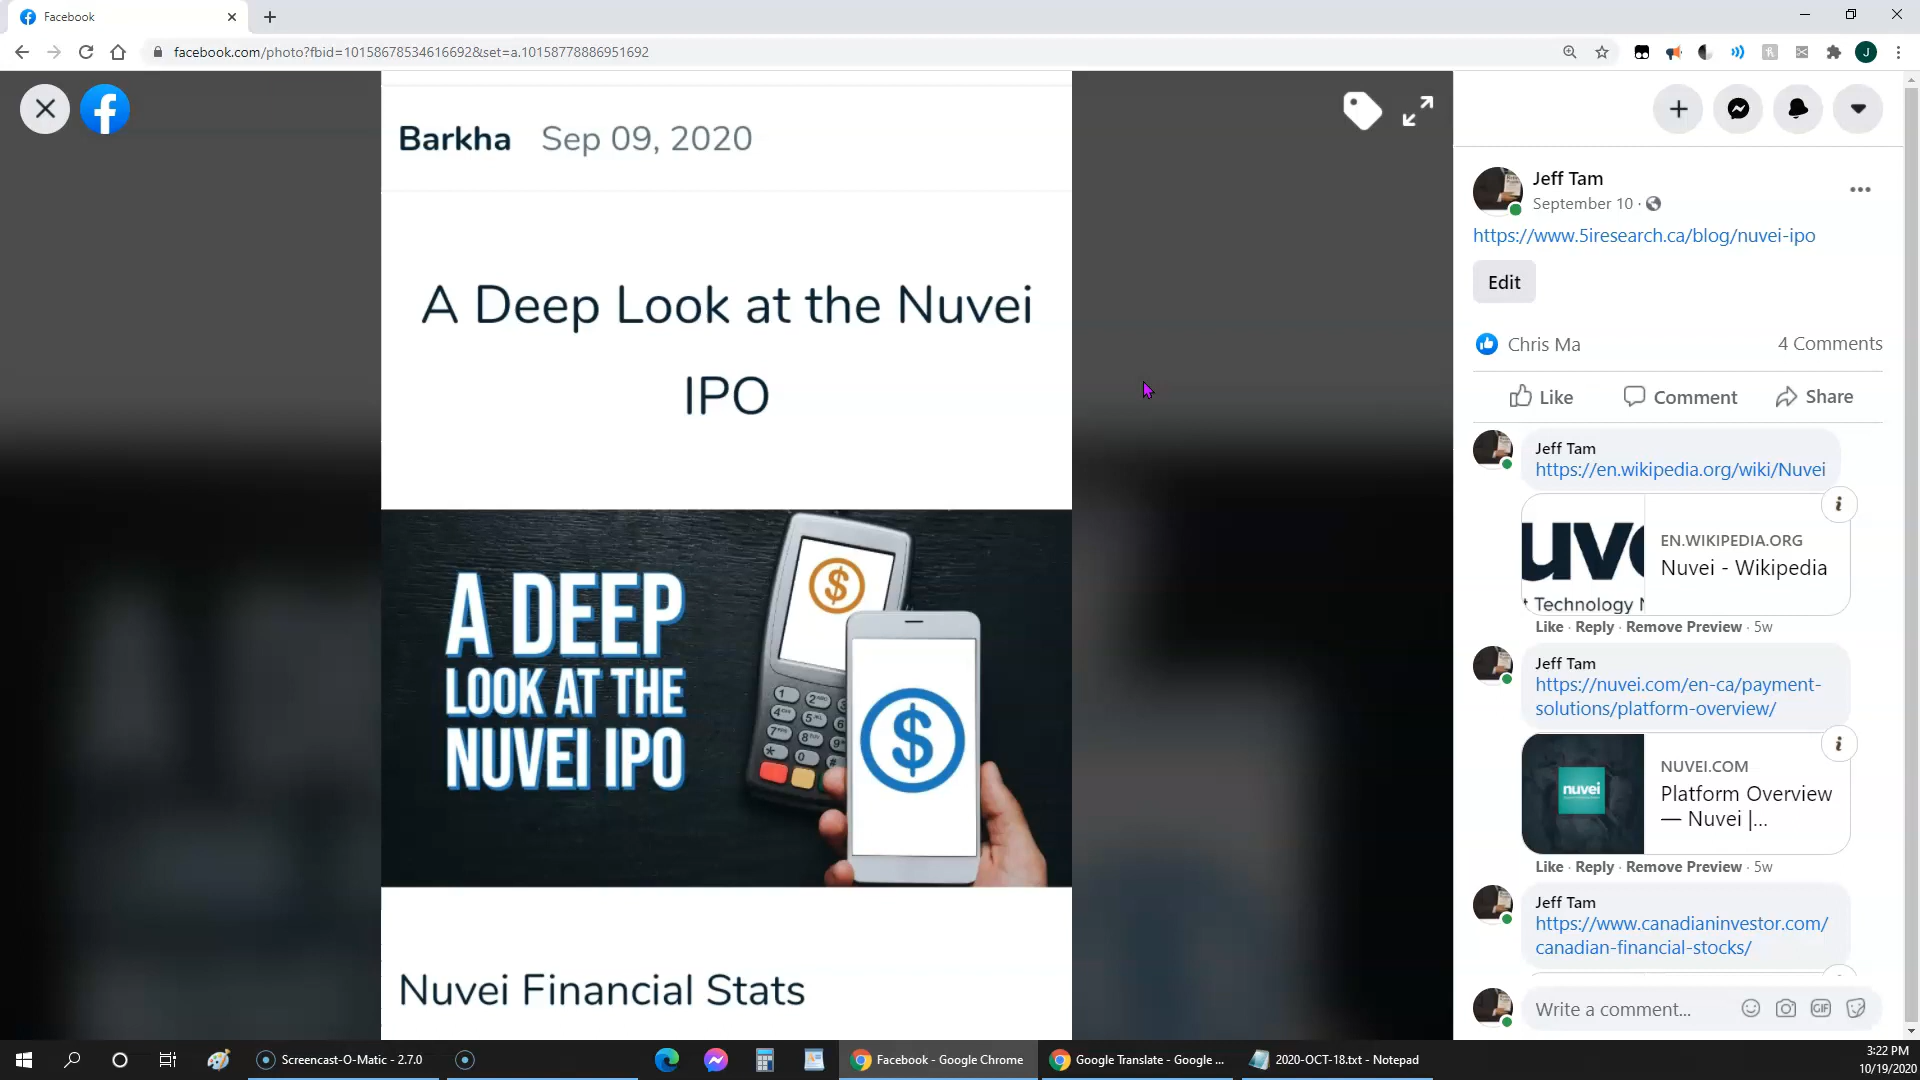 Facebook
facebook.com/photo?fbid=10158678534616692&set=a.10158778886951692
J
Barkha Sep 09, 2020
A Deep Look at the Nuvei
IPO
A DEEP
LOOK AT THE
NUVEI IPO
Nuvei Financial Stats
Jeff Tam
September 10 ·
https://www.5iresearch.ca/blog/nuvei-ipo
Edit
Chris Ma
4 Comments
Like
Comment
Share
Jeff Tam
https://en.wikipedia.org/wiki/Nuvei
EN.WIKIPEDIA.ORG
Nuvei - Wikipedia
Like · Reply · Remove Preview · 5w
Jeff Tam
https://nuvei.com/en-ca/payment-
solutions/platform-overview/
nuvei
NUVEI.COM
Platform Overview
— Nuvei |...
Like · Reply · Remove Preview · 5w
Jeff Tam
https://www.canadianinvestor.com/
canadian-financial-stocks/
Write a comment...
GIF
Screencast-O-Matic - 2.7.0
Facebook - Google Chrome
Google Translate - Google ...
2020-OCT-18.txt - Notepad
3:22 PM
10/19/2020